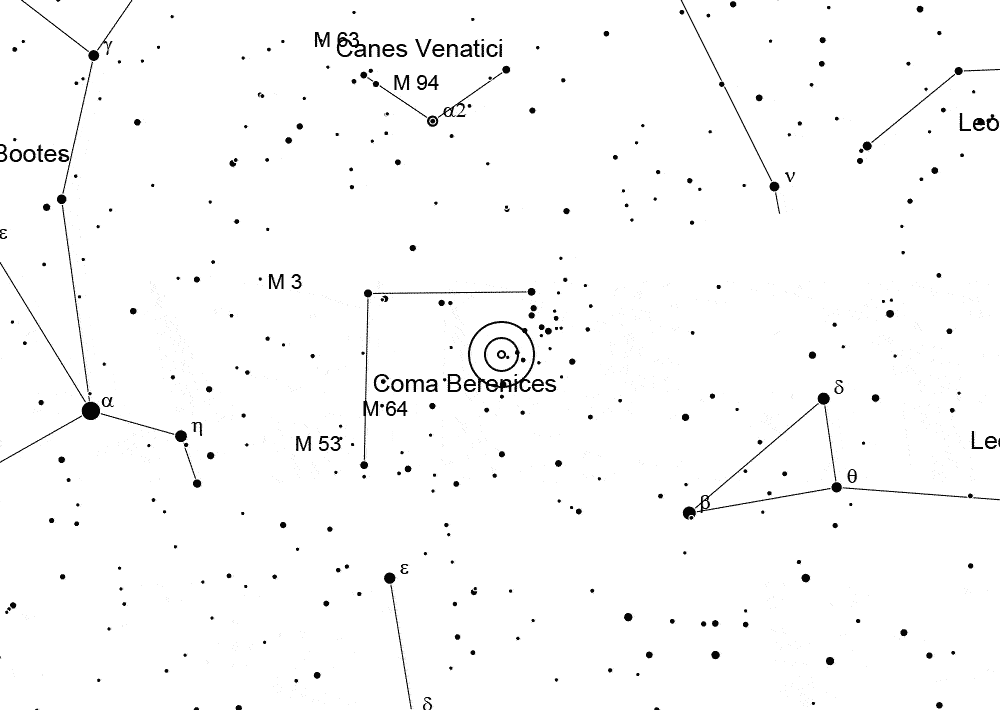 γ
M 63
Canes Venatici
M 94
α2
Leo
Bootes
ν
ε
M 3
Coma Berenices
δ
α
M 64
η
M 53
Leo
θ
β
ε
δ